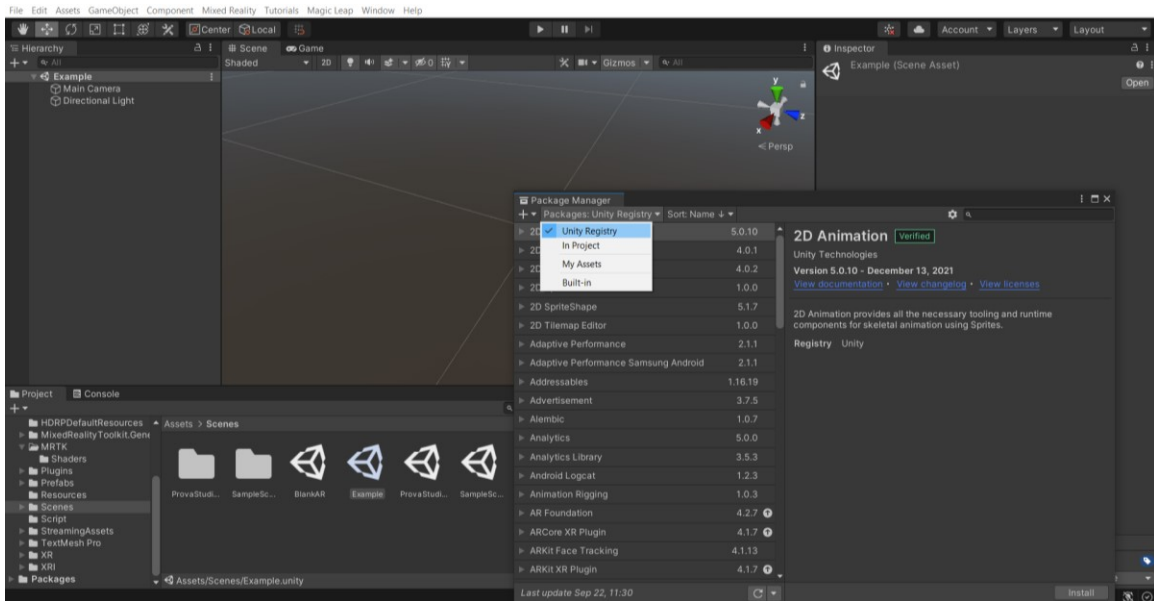 File Edit Assets GameObject Component Mixed Reality Tutorials Magic Leap Window Help
Center Local
Account Layers Layout
Hierarchy
Scene Game
Inspector
All
Shaded 2D 0 Gizmos All
Example
Main Camera
Directional Light
Example (Scene Asset)
Open
y
z
x
Persp
Package Manager
Packages: Unity Registry Sort: Name ↓
Unity Registry
In Project
My Assets
Built-in
2D 5.0.10
2D 4.0.1
2D 4.0.2
2D 1.0.0
2D SpriteShape 5.1.7
2D Tilemap Editor 1.0.0
Adaptive Performance 2.1.1
Adaptive Performance Samsung Android 2.1.1
Addressables 1.16.19
Advertisement 3.7.5
Alembic 1.0.7
Analytics 5.0.0
Analytics Library 3.5.3
Android Logcat 1.2.3
Animation Rigging 1.0.3
AR Foundation 4.2.7
ARCore XR Plugin 4.1.7
ARKit Face Tracking 4.1.13
ARKit XR Plugin 4.1.7
Last update Sep 22, 11:30
2D Animation Verified
Unity Technologies
Version 5.0.10 - December 13, 2021
View documentation • View changelog • View licenses
2D Animation provides all the necessary tooling and runtime
components for skeletal animation using Sprites.
Registry Unity
Install
Project Console
HDRPDefaultResources
MixedRealityToolkit.Gene
MRTK
Shaders
Plugins
Prefabs
Resources
Scenes
Script
StreamingAssets
TextMesh Pro
XR
XRI
Packages
Assets > Scenes
ProvaStudi... SampleSc... BlankAR Example ProvaStudi... SampleSc...
Assets/Scenes/Example.unity